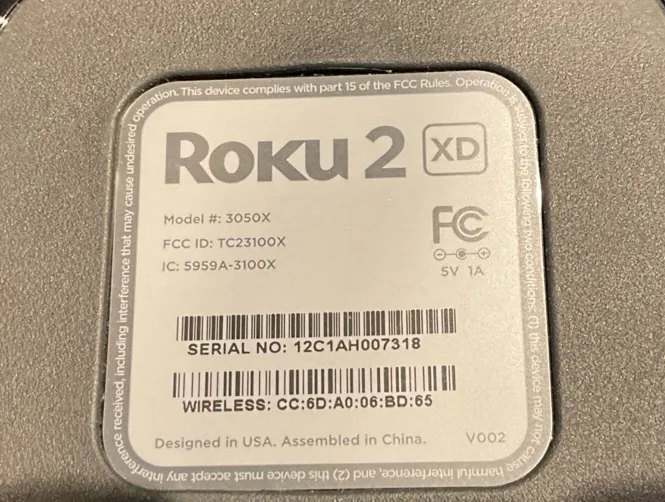 operation. This device complies with part 15 of the FCC Rules. Operation is subject to the following two conditions: (1) this device may not cause harmful interference, and (2) this device must accept any interference received, including interference that may cause undesired
ROKU 2 XD
Model #: 3050X
FCC ID: TC23100X
IC: 5959A-3100X
FC
5V 1A
SERIAL NO: 12C1AH007318
WIRELESS: CC:6D:A0:06:BD:65
Designed in USA. Assembled in China. V002